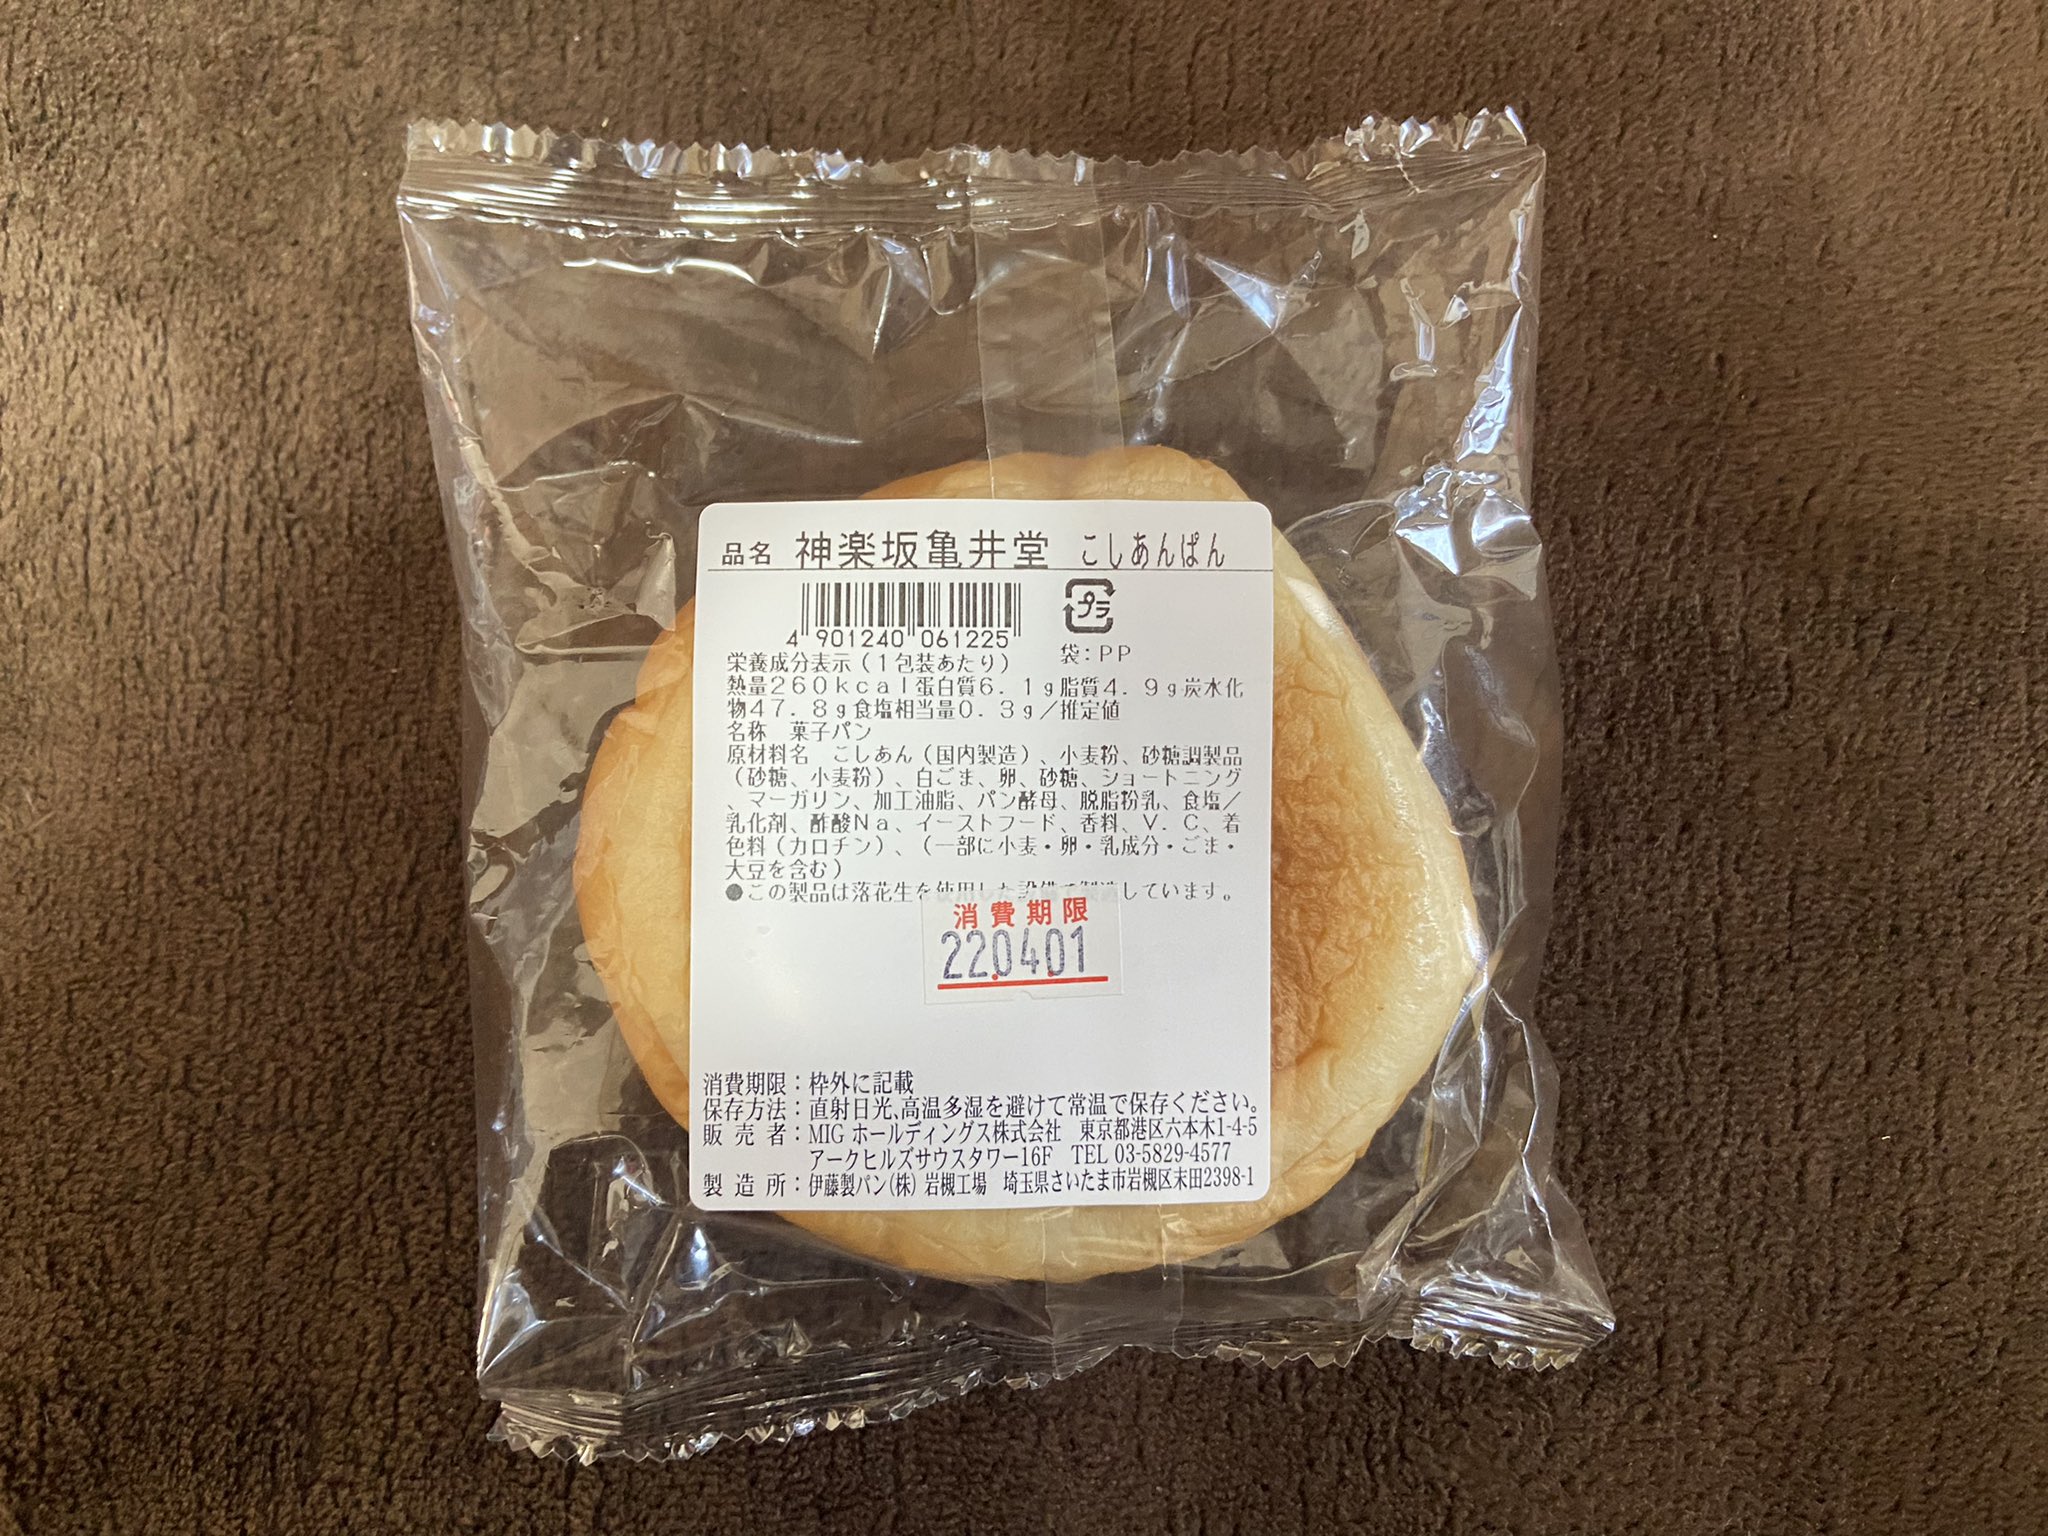 品名 神楽坂亀井堂 こしあんぱん
4 901240 061225
プラ
袋：PP
栄養成分表示（１包装あたり）
熱量２６０ｋｃａｌ蛋白質６．１ｇ脂質４．９ｇ炭水化
物４７．８ｇ食塩相当量０．３ｇ／推定値
名称　菓子パン
原材料名　こしあん（国内製造）、小麦粉、砂糖調製品
（砂糖、小麦粉）、白ごま、卵、砂糖、ショートニング
、マーガリン、加工油脂、パン酵母、脱脂粉乳、食塩／
乳化剤、酢酸Ｎａ、イーストフード、香料、Ｖ．Ｃ、着
色料（カロチン）、（一部に小麦・卵・乳成分・ごま・
大豆を含む）
●この製品は落花生を使用した設備で製造しています。
消費期限
22.04.01
消費期限：枠外に記載
保存方法：直射日光、高温多湿を避けて常温で保存ください。
販売者：MIG ホールディングス株式会社　東京都港区六本木1-4-5
アークヒルズサウスタワー16F　TEL 03-5829-4577
製造所：伊藤製パン(株) 岩槻工場　埼玉県さいたま市岩槻区末田2398-1